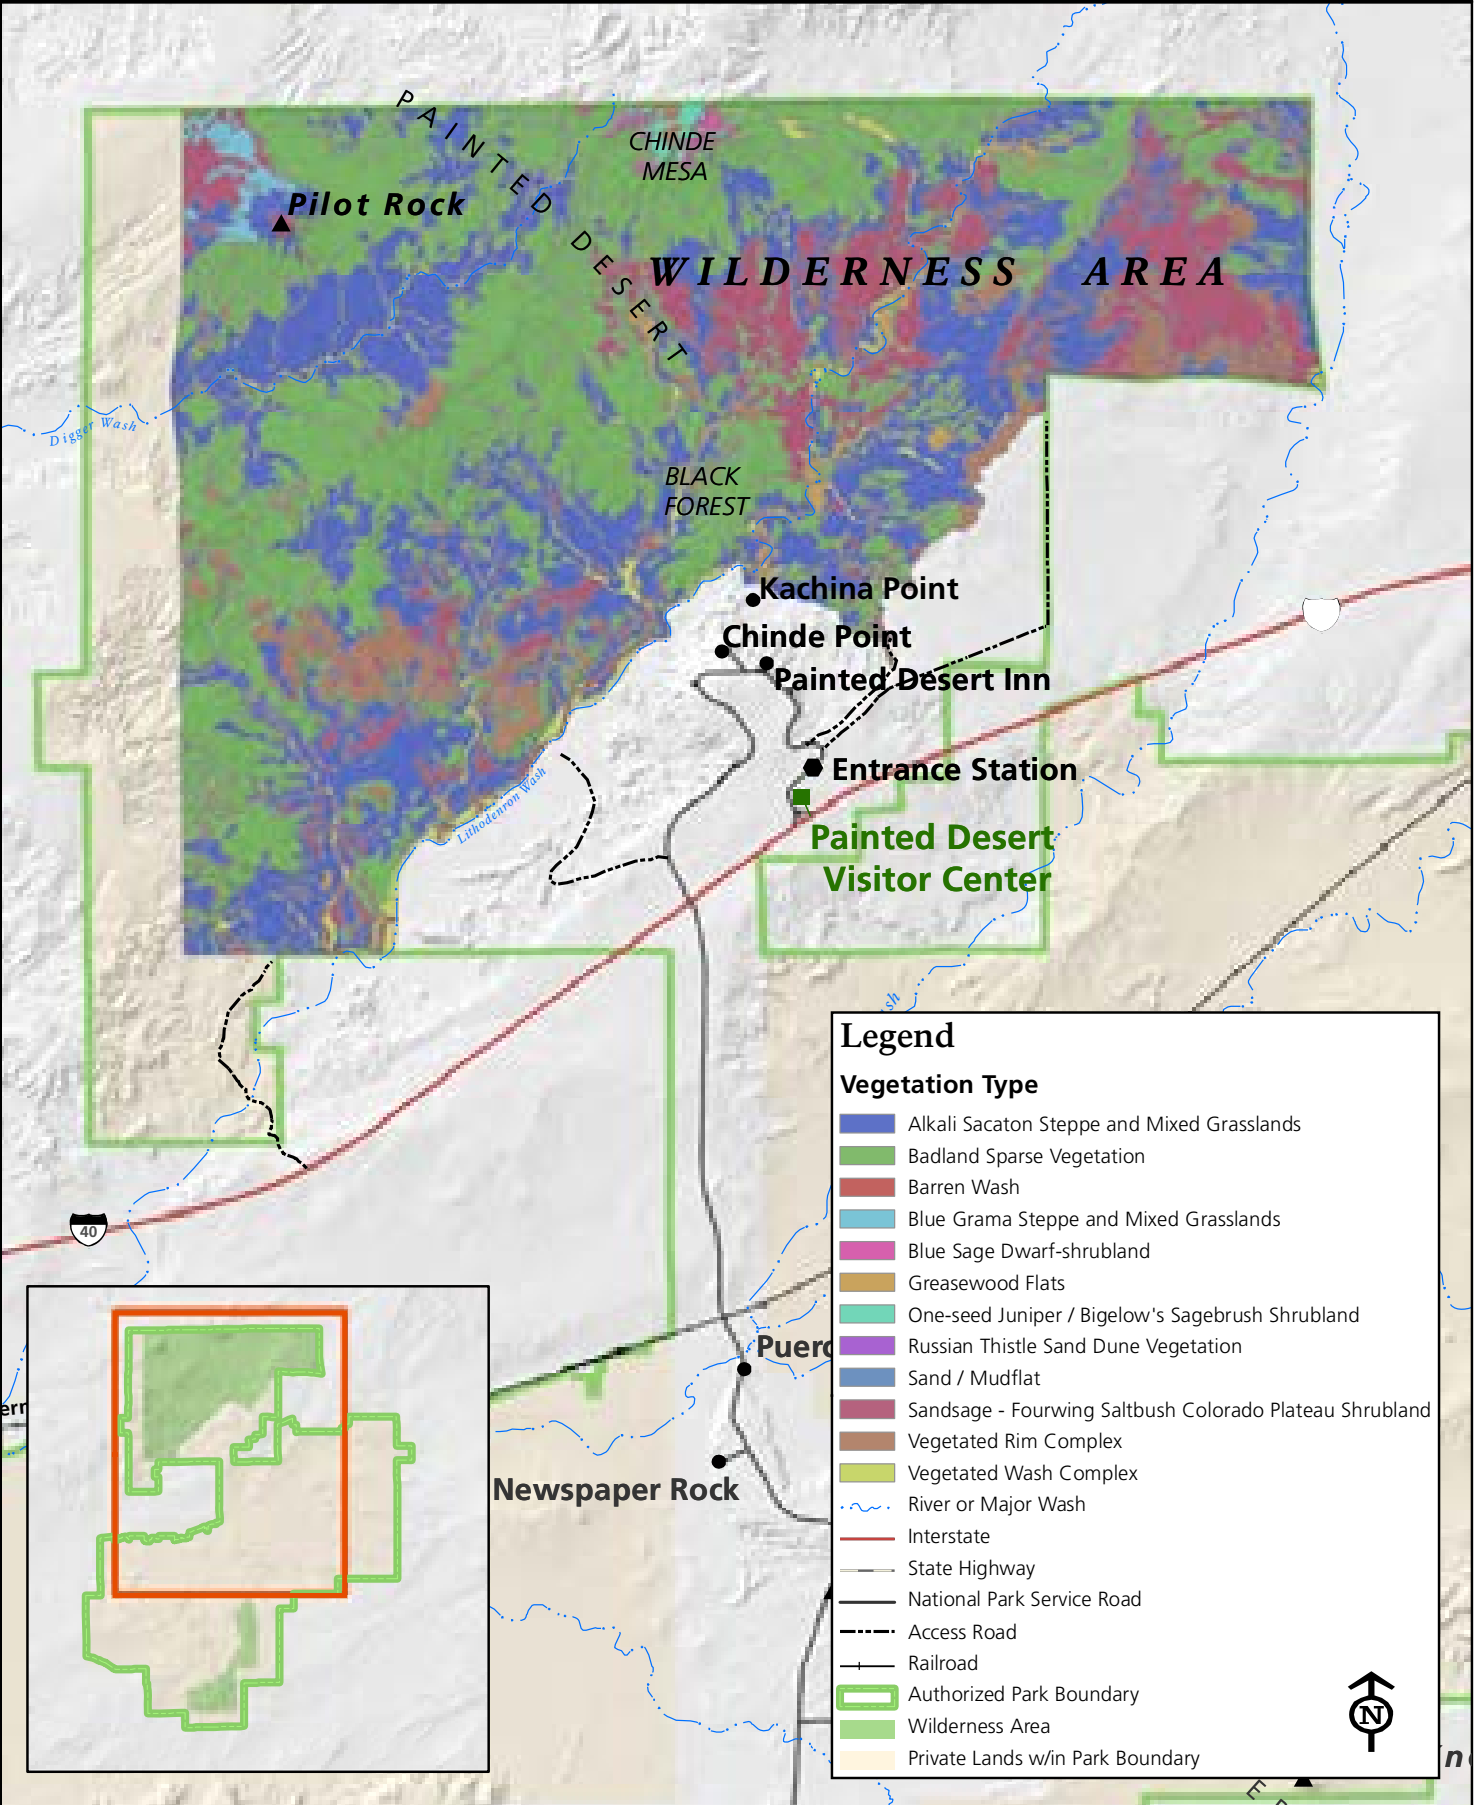 PAINTED DESERT
CHINDE
MESA
Pilot Rock
WILDERNESS AREA
Digger Wash
BLACK
FOREST
Kachina Point
Chinde Point
Painted Desert Inn
Entrance Station
Lithodenron Wash
Painted Desert
Visitor Center
sh
40
Puerc
Newspaper Rock
ern
Legend
Vegetation Type
Alkali Sacaton Steppe and Mixed Grasslands
Badland Sparse Vegetation
Barren Wash
Blue Grama Steppe and Mixed Grasslands
Blue Sage Dwarf-shrubland
Greasewood Flats
One-seed Juniper / Bigelow's Sagebrush Shrubland
Russian Thistle Sand Dune Vegetation
Sand / Mudflat
Sandsage - Fourwing Saltbush Colorado Plateau Shrubland
Vegetated Rim Complex
Vegetated Wash Complex
River or Major Wash
Interstate
State Highway
National Park Service Road
Access Road
Railroad
Authorized Park Boundary
Wilderness Area
Private Lands w/in Park Boundary
N